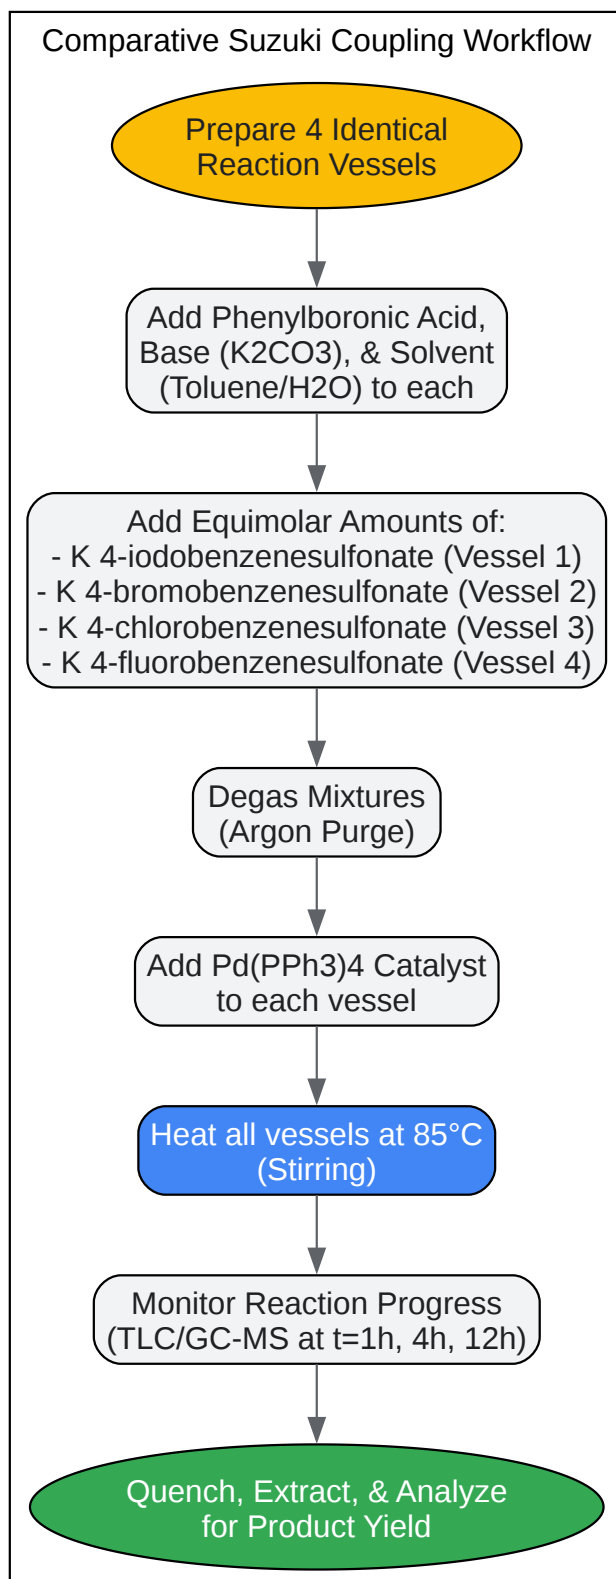 Comparative Suzuki Coupling Workflow
Prepare 4 Identical
Reaction Vessels
Add Phenylboronic Acid,
Base (K2CO3), & Solvent
(Toluene/H2O) to each
Add Equimolar Amounts of:
- K 4-iodobenzenesulfonate (Vessel 1)
- K 4-bromobenzenesulfonate (Vessel 2)
- K 4-chlorobenzenesulfonate (Vessel 3)
- K 4-fluorobenzenesulfonate (Vessel 4)
Degas Mixtures
(Argon Purge)
Add Pd(PPh3)4 Catalyst
to each vessel
Heat all vessels at 85°C
(Stirring)
Monitor Reaction Progress
(TLC/GC-MS at t=1h, 4h, 12h)
Quench, Extract, & Analyze
for Product Yield